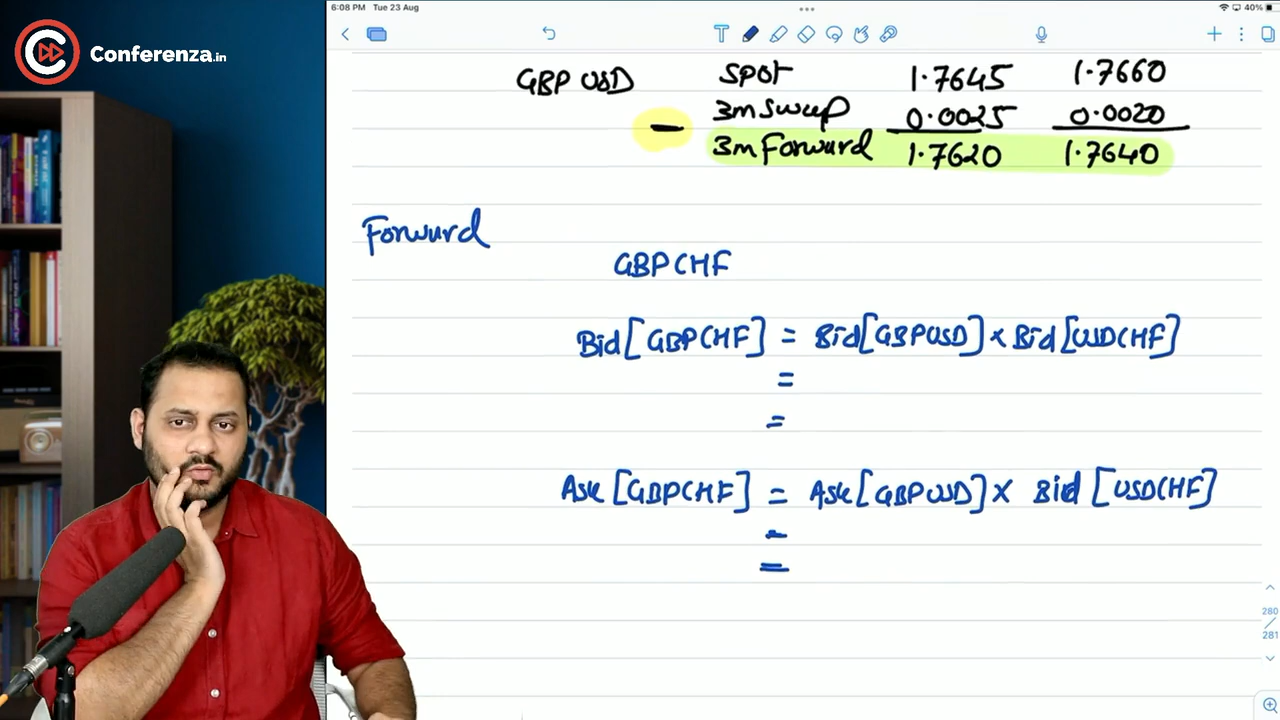 6:08 PM Tue 23 Aug
40%
Conferenza.in
GBP USD SPOT 1.7645 1.7660
3m Swap 0.0025 0.0020
— 3m Forward 1.7620 1.7640
Forward
GBPCHF
Bid[GBPCHF] = Bid[GBPUSD] × Bid[USDCHF]
=
=
Ask[GBPCHF] = Ask[GBPUSD] × Bid[USDCHF]
=
=
280
/
281